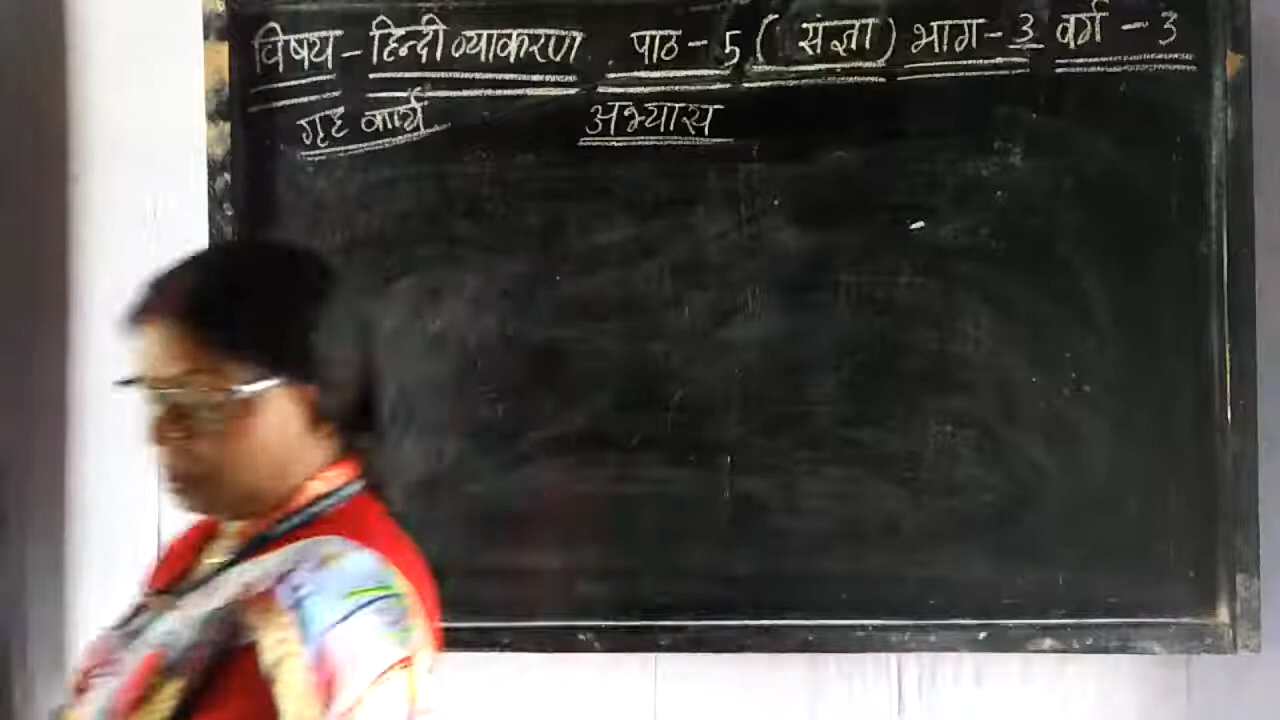 विषय - हिन्दी व्याकरण . पाठ - 5 ( संज्ञा ) भाग - 3 वर्ग - 3
गृह कार्य अभ्यास